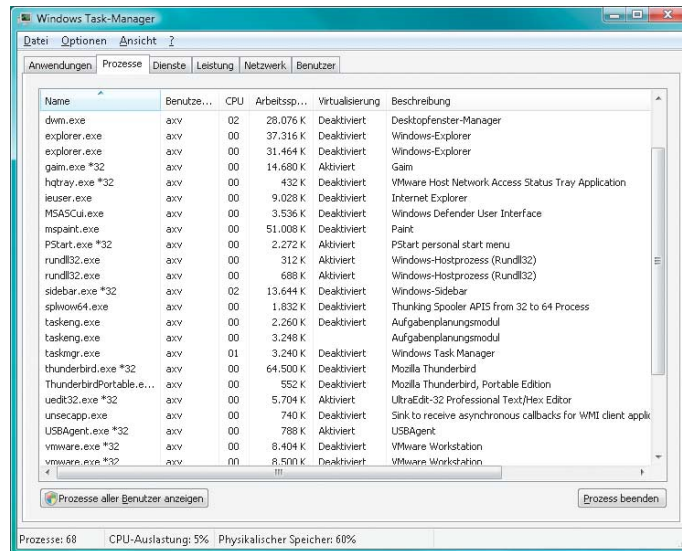 Windows Task-Manager
Datei Optionen Ansicht ?
Anwendungen Prozesse Dienste Leistung Netzwerk Benutzer
Name Benutze... CPU Arbeitssp... Virtualisierung Beschreibung
dwm.exe axv 02 28.076 K Deaktiviert Desktopfenster-Manager
explorer.exe axv 00 37.316 K Deaktiviert Windows-Explorer
explorer.exe axv 00 31.464 K Deaktiviert Windows-Explorer
gaim.exe *32 axv 00 14.680 K Aktiviert Gaim
hqtray.exe *32 axv 00 432 K Deaktiviert VMware Host Network Access Status Tray Application
ieuser.exe axv 00 9.028 K Deaktiviert Internet Explorer
MSASCui.exe axv 00 3.536 K Deaktiviert Windows Defender User Interface
mspaint.exe axv 00 51.008 K Deaktiviert Paint
PStart.exe *32 axv 00 2.272 K Aktiviert PStart personal start menu
rundll32.exe axv 00 312 K Aktiviert Windows-Hostprozess (Rundll32)
rundll32.exe axv 00 688 K Aktiviert Windows-Hostprozess (Rundll32)
sidebar.exe *32 axv 02 13.644 K Deaktiviert Windows-Sidebar
splwow64.exe axv 00 1.832 K Deaktiviert Thunking Spooler APIS from 32 to 64 Process
taskeng.exe axv 00 2.260 K Deaktiviert Aufgabenplanungsmodul
taskeng.exe axv 00 3.248 K Aufgabenplanungsmodul
taskmgr.exe axv 01 3.240 K Deaktiviert Windows Task Manager
thunderbird.exe *32 axv 00 64.500 K Deaktiviert Mozilla Thunderbird
ThunderbirdPortable.e... axv 00 552 K Deaktiviert Mozilla Thunderbird, Portable Edition
uedit32.exe *32 axv 00 5.704 K Aktiviert UltraEdit-32 Professional Text/Hex Editor
unsecapp.exe axv 00 740 K Deaktiviert Sink to receive asynchronous callbacks for WMI client applic
USBAgent.exe *32 axv 00 788 K Aktiviert USBAgent
vmware.exe *32 axv 00 8.404 K Deaktiviert VMware Workstation
vmware.exe *32 axv 00 8.500 K Deaktiviert VMware Workstation
Prozesse aller Benutzer anzeigen Prozess beenden
Prozesse: 68 CPU-Auslastung: 5% Physikalischer Speicher: 60%